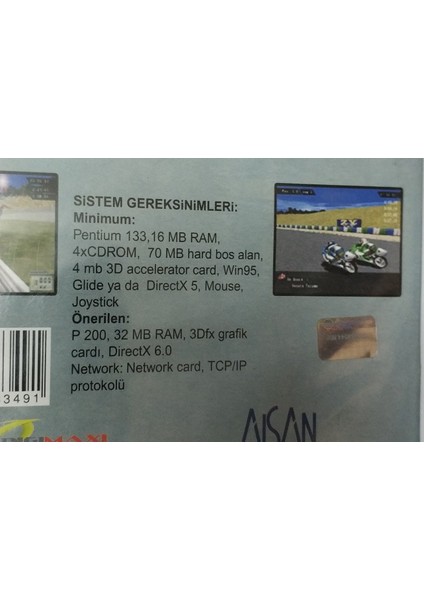 SİSTEM GEREKSİNİMLERİ:
Minimum:
Pentium 133,16 MB RAM,
4xCDROM, 70 MB hard bos alan,
4 mb 3D accelerator card, Win95,
Glide ya da DirectX 5, Mouse,
Joystick
Önerilen:
P 200, 32 MB RAM, 3Dfx grafik
cardı, DirectX 6.0
Network: Network card, TCP/IP
protokolü
3491
AISAN